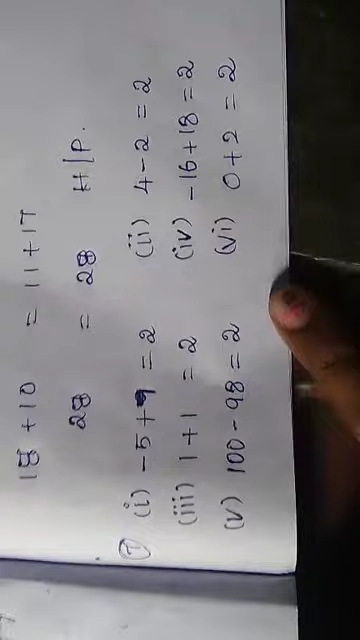 18 + 10 = 11 + 17
28 = 28 H|P.
(7) (i) -5 + 9 = 2 (ii) 4 - 2 = 2
(iii) 1 + 1 = 2 (iv) -16 + 18 = 2
(v) 100 - 98 = 2 (vi) 0 + 2 = 2